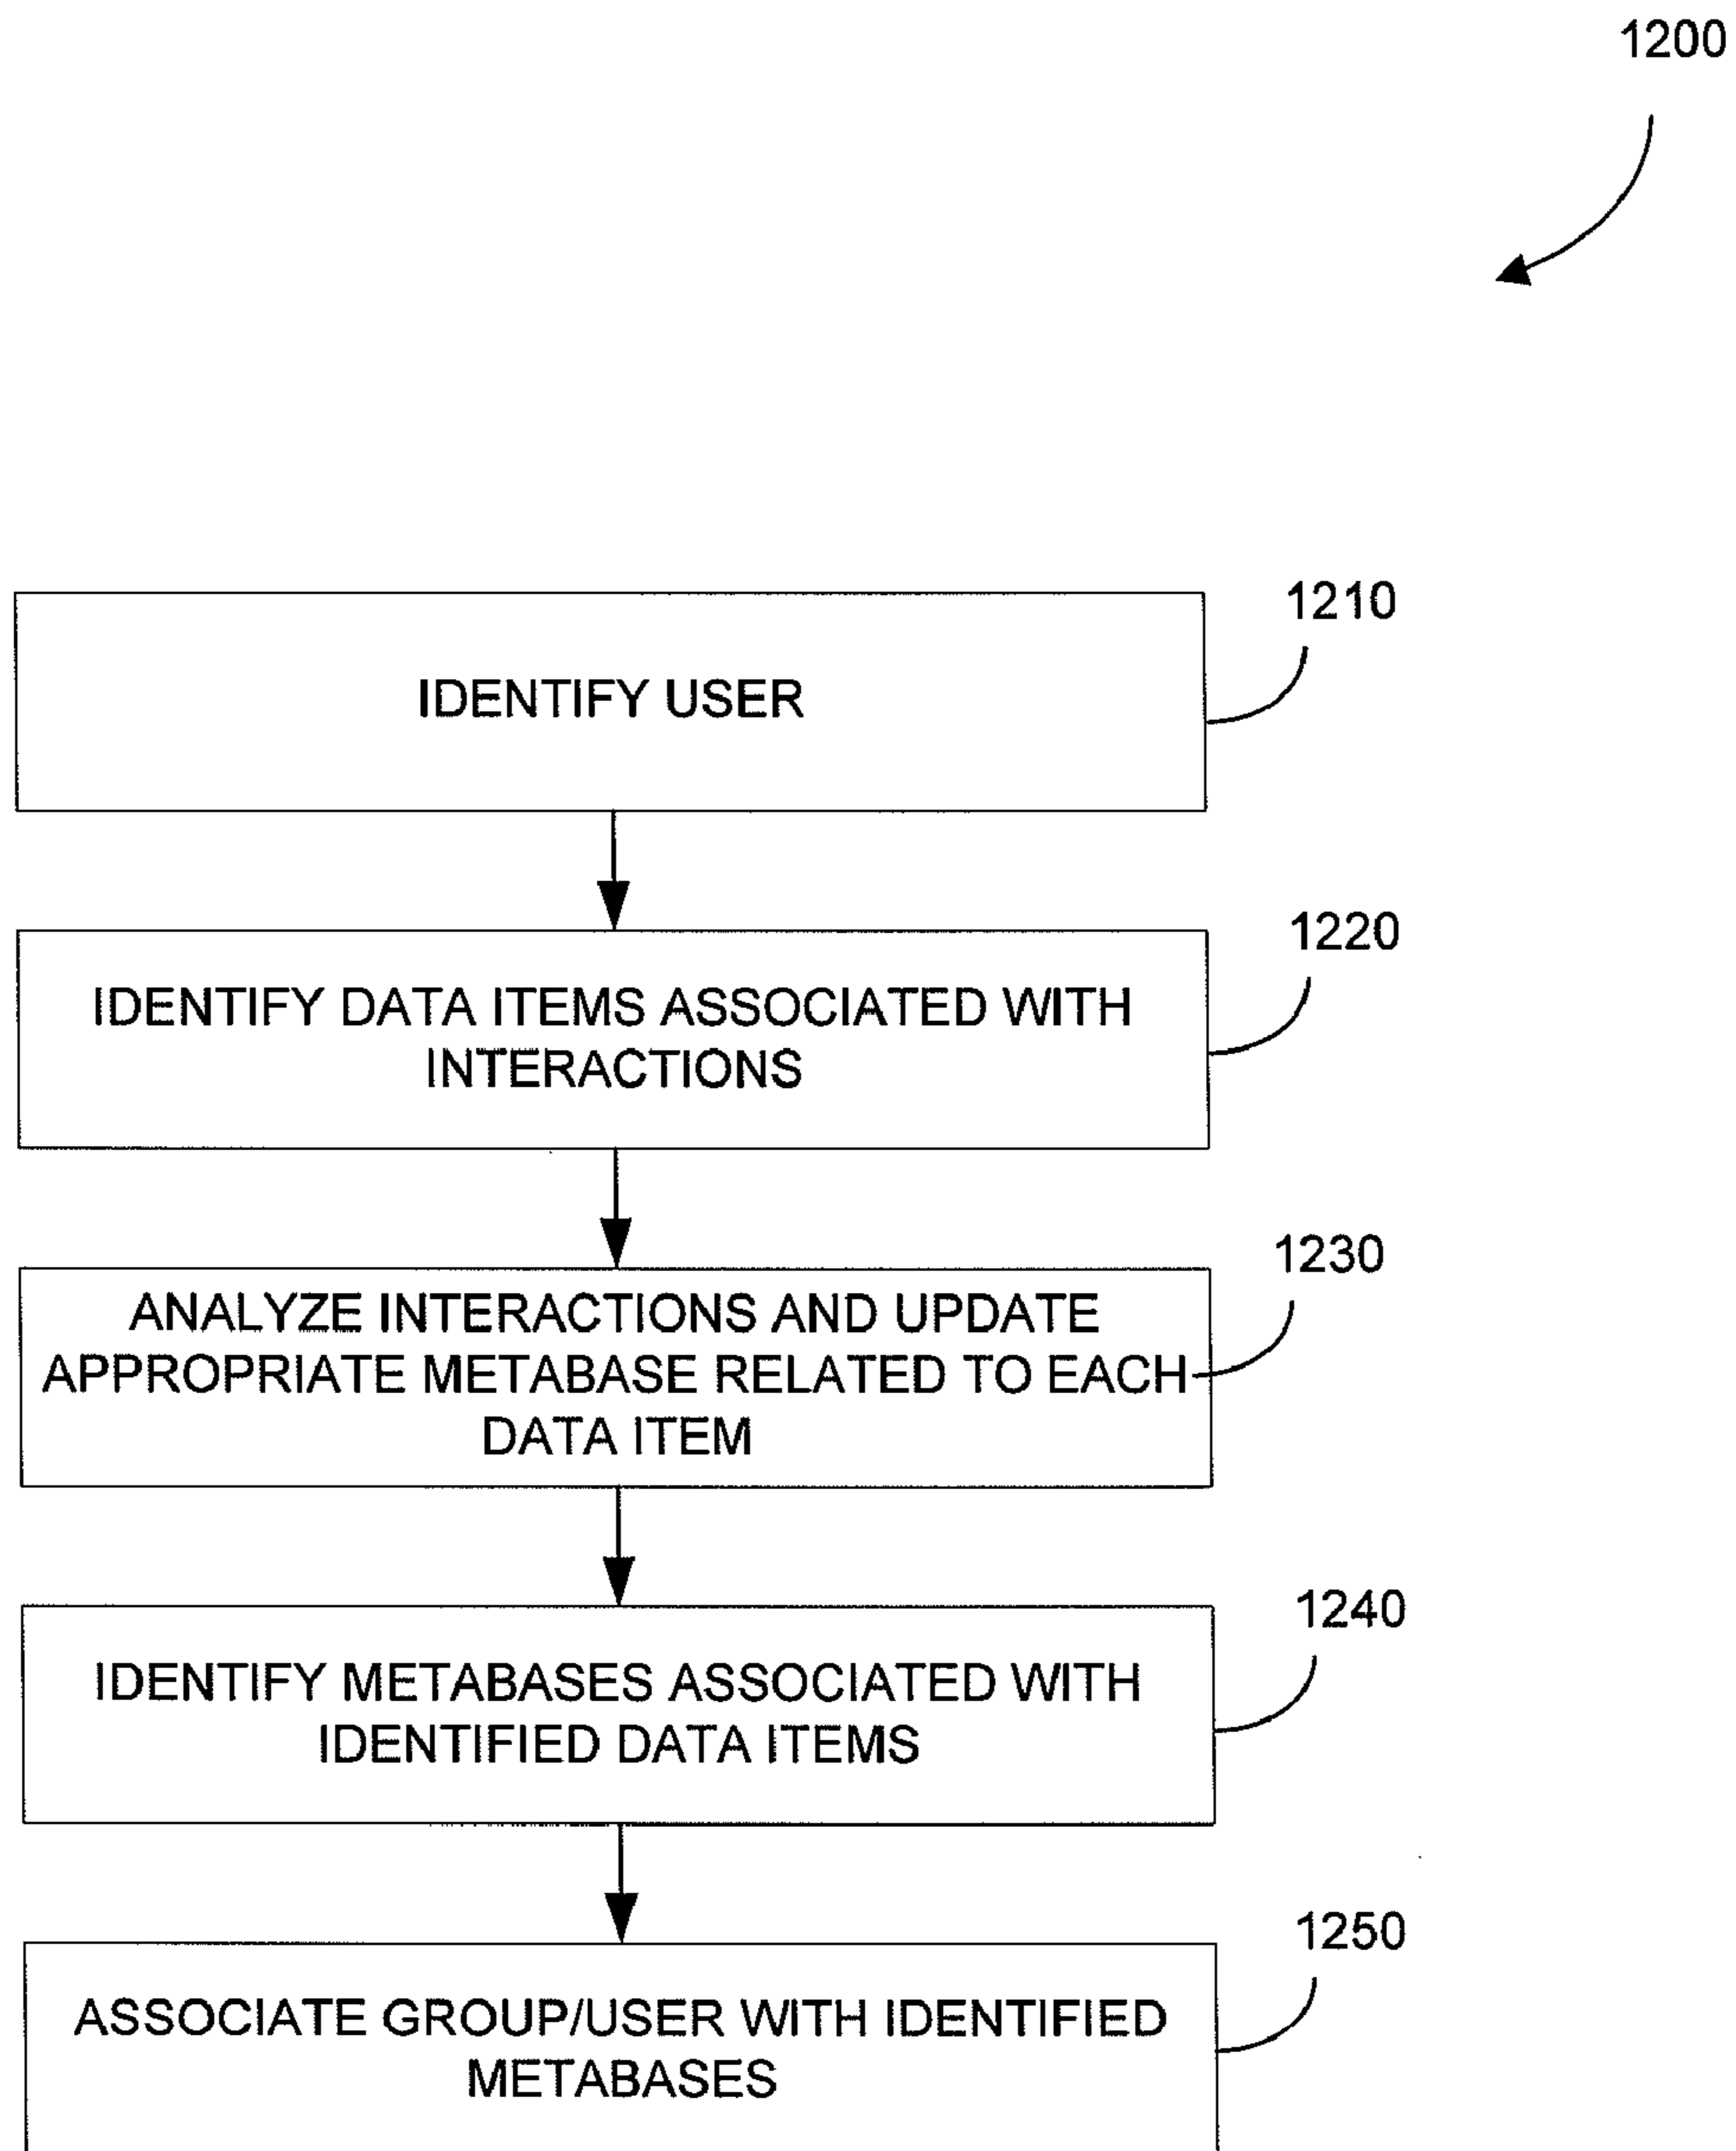 1200
1210
IDENTIFY USER
1220
IDENTIFY DATA ITEMS ASSOCIATED WITH
INTERACTIONS
1230
ANALYZE INTERACTIONS AND UPDATE
APPROPRIATE METABASE RELATED TO EACH
DATA ITEM
1240
IDENTIFY METABASES ASSOCIATED WITH
IDENTIFIED DATA ITEMS
1250
ASSOCIATE GROUP/USER WITH IDENTIFIED
METABASES